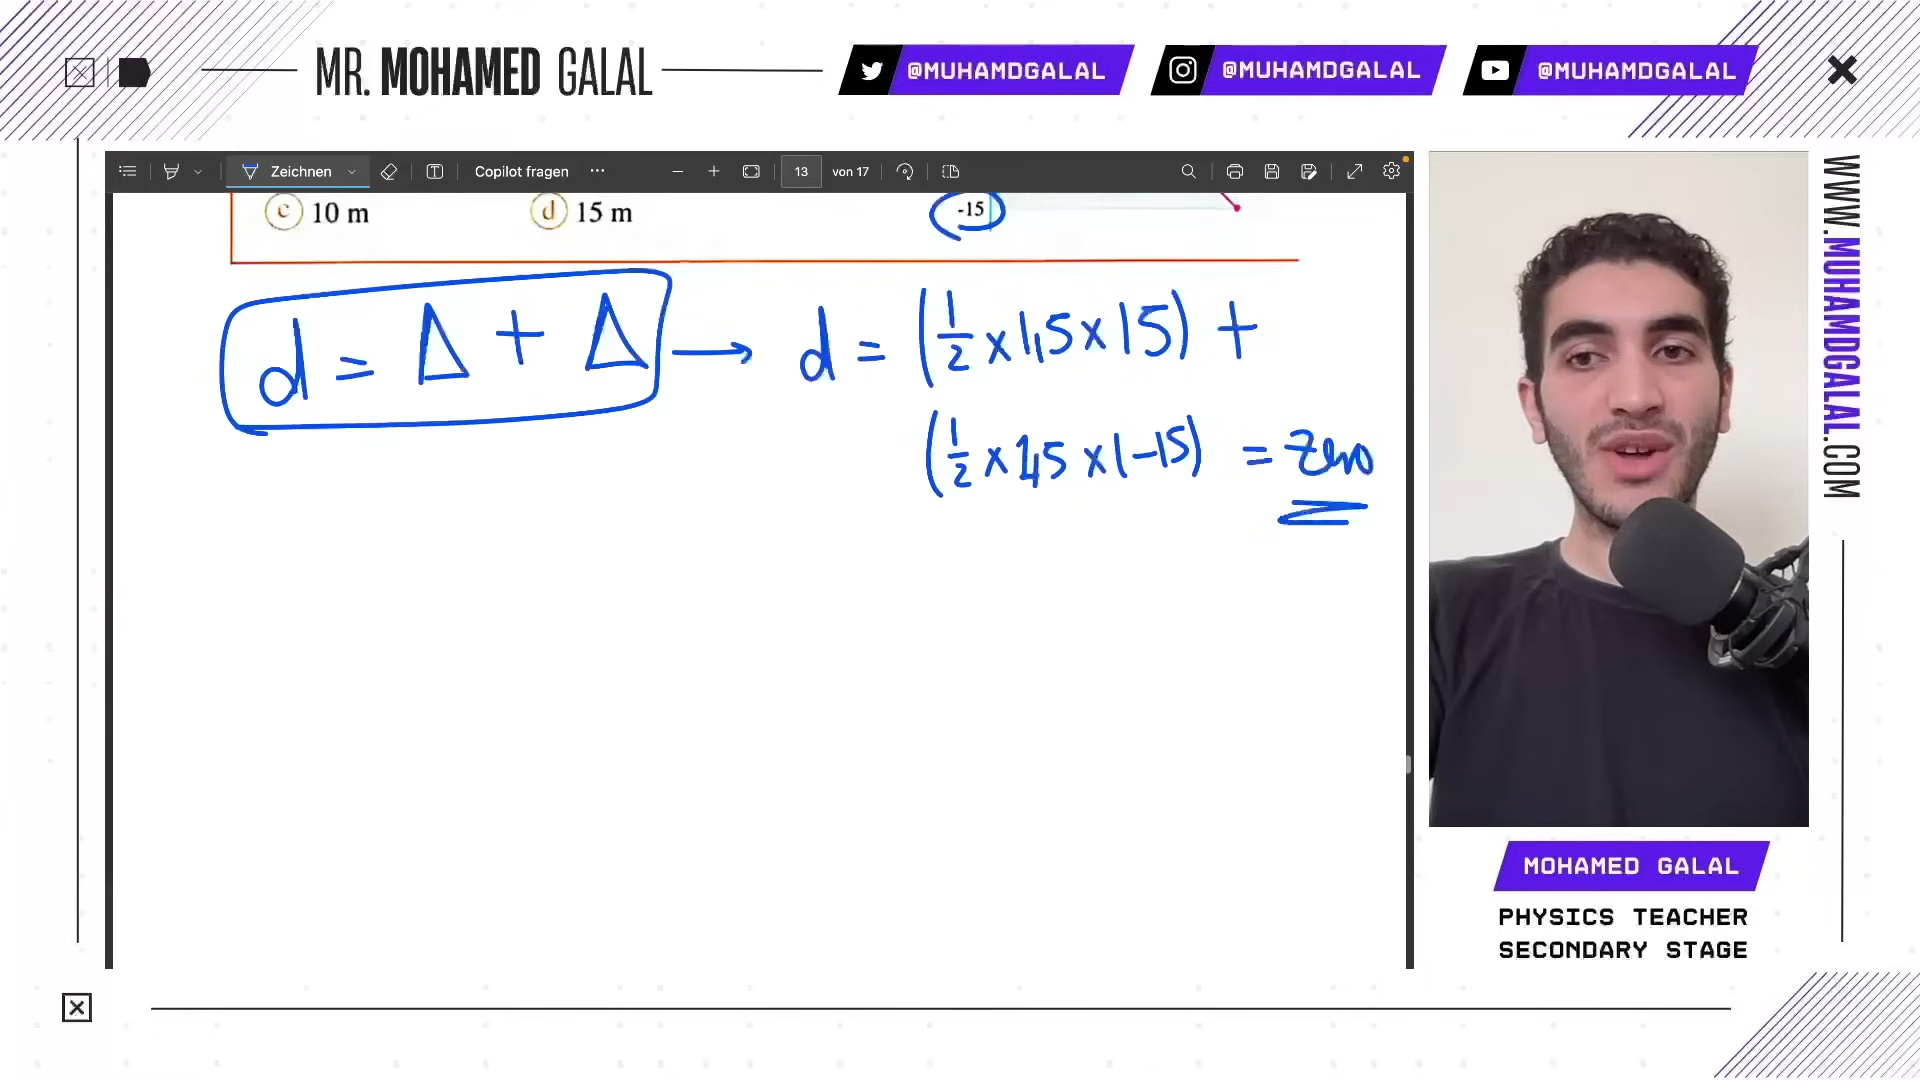 MR. MOHAMED GALAL
@MUHAMDGALAL
@MUHAMDGALAL
@MUHAMDGALAL
Zeichnen
Copilot fragen
13 von 17
c 10 m
d 15 m
-15
d = Δ + Δ → d = (1/2 × 1,5 × 15) +
(1/2 × 1,5 × (-15) = Zero
WWW.MUHAMDGALAL.COM
MOHAMED GALAL
PHYSICS TEACHER
SECONDARY STAGE